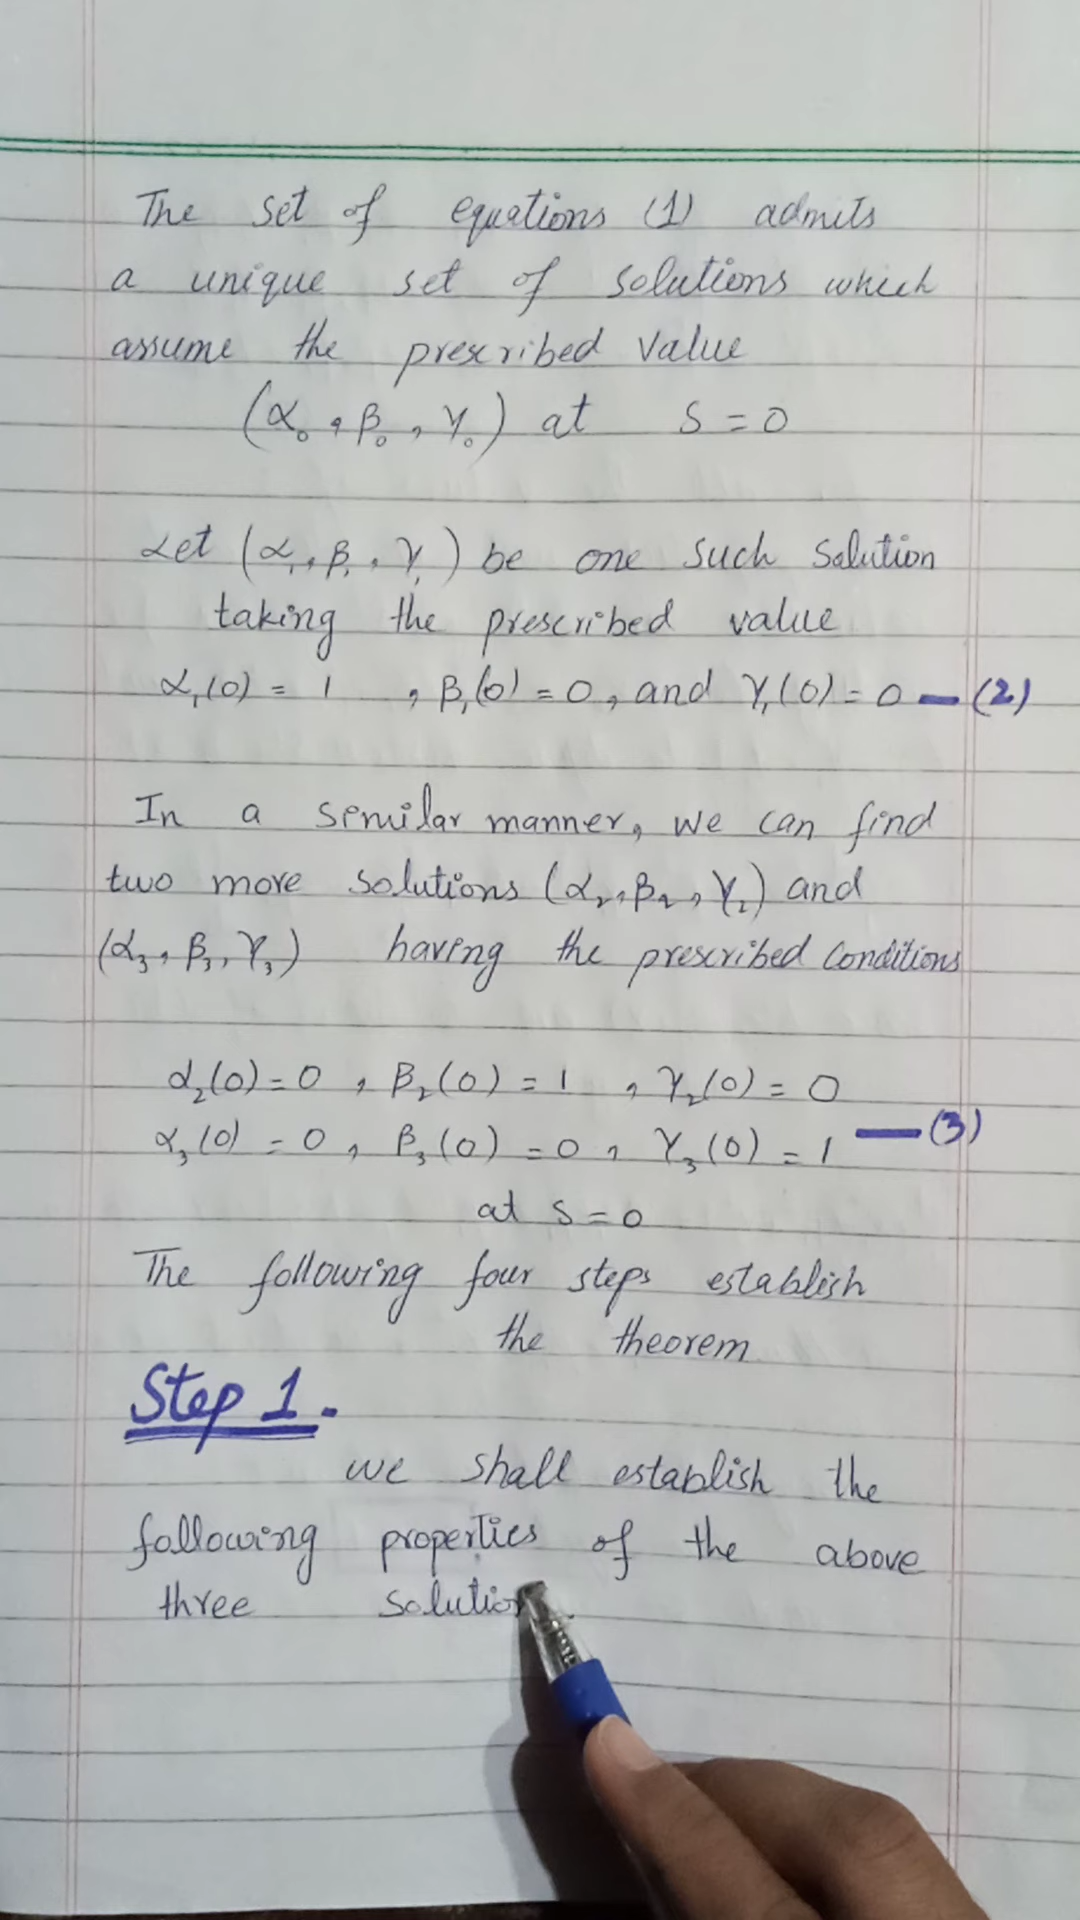 The set of equations (1) admits
a unique set of solutions which
assume the prescribed value
(α₀, β₀, γ₀) at S = 0
Let (α₁, β₁, γ₁) be one such solution
taking the prescribed value
α₁(0) = 1 , β₁(0) = 0, and γ₁(0) = 0 — (2)
In a similar manner, we can find
two more solutions (α₂, β₂, γ₂) and
(α₃, β₃, γ₃) having the prescribed conditions
α₂(0) = 0 , β₂(0) = 1 , γ₂(0) = 0
α₃(0) = 0 , β₃(0) = 0 , γ₃(0) = 1 — (3)
at S = 0
The following four steps establish
the theorem
Step 1.
we shall establish the
following properties of the above
three